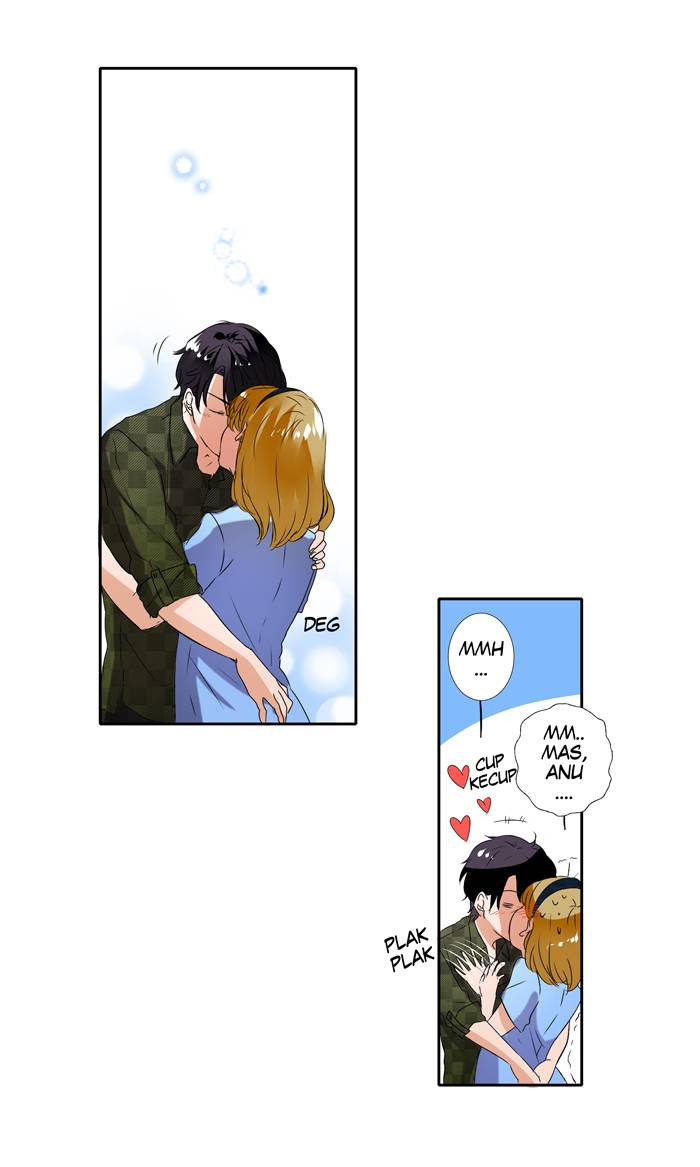 DEG
MMH
...
MM..
MAS,
ANU
....
CUP
KECUP
PLAK
PLAK